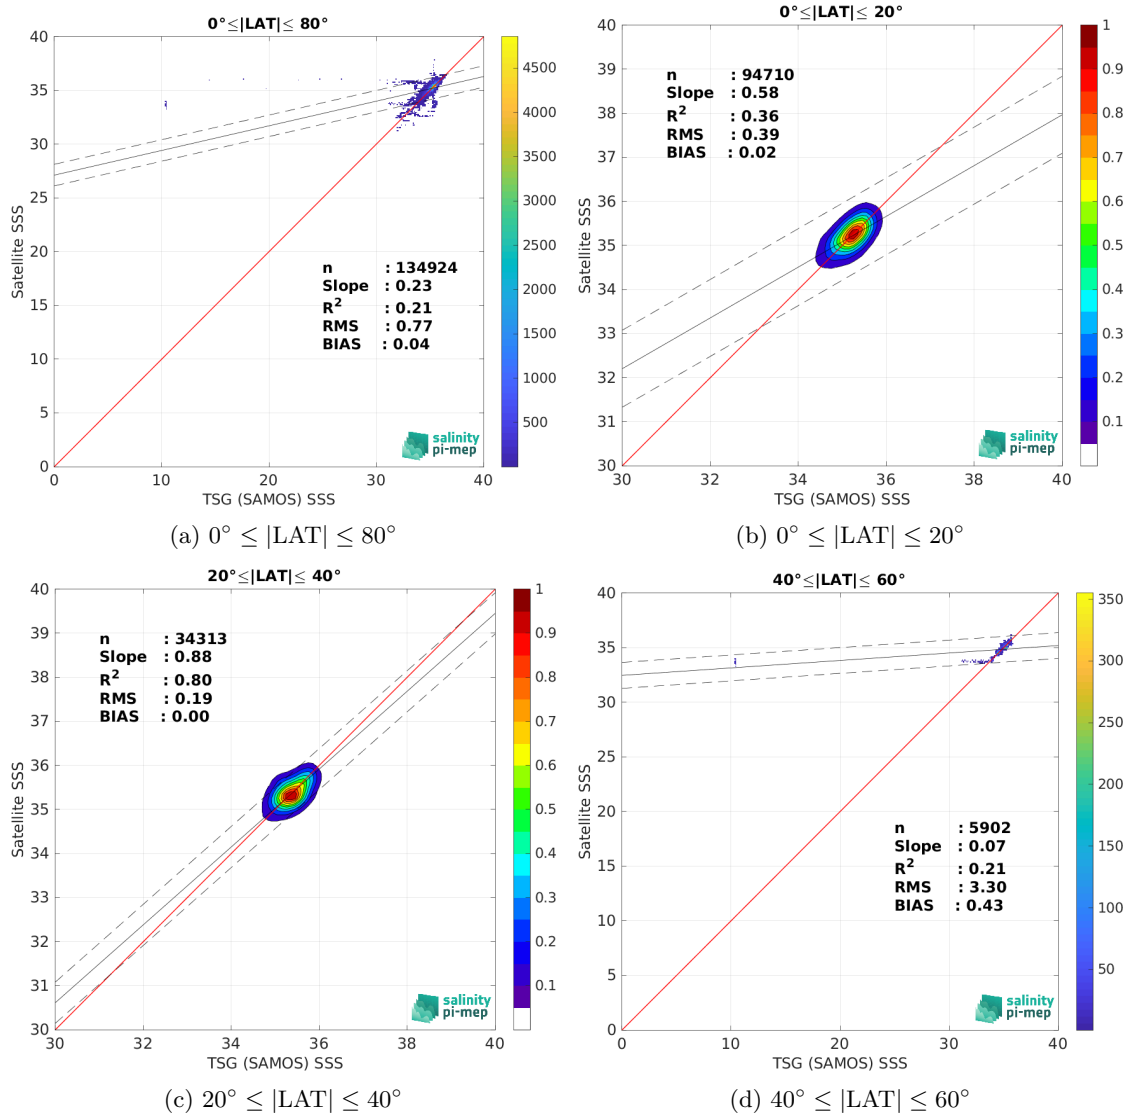 0°≤|LAT|≤ 80°
40
35
30
25
20
15
10
5
0
Satellite SSS
n : 134924
Slope : 0.23
R² : 0.21
RMS : 0.77
BIAS : 0.04
salinity
pi-mep
0 10 20 30 40
TSG (SAMOS) SSS
4500
4000
3500
3000
2500
2000
1500
1000
500
(a) 0° ≤ |LAT| ≤ 80°
0°≤|LAT|≤ 20°
40
39
38
37
36
35
34
33
32
31
30
Satellite SSS
n : 94710
Slope : 0.58
R² : 0.36
RMS : 0.39
BIAS : 0.02
salinity
pi-mep
30 32 34 36 38 40
TSG (SAMOS) SSS
1
0.9
0.8
0.7
0.6
0.5
0.4
0.3
0.2
0.1
(b) 0° ≤ |LAT| ≤ 20°
20°≤|LAT|≤ 40°
40
39
38
37
36
35
34
33
32
31
30
Satellite SSS
n : 34313
Slope : 0.88
R² : 0.80
RMS : 0.19
BIAS : 0.00
salinity
pi-mep
30 32 34 36 38 40
TSG (SAMOS) SSS
1
0.9
0.8
0.7
0.6
0.5
0.4
0.3
0.2
0.1
(c) 20° ≤ |LAT| ≤ 40°
40°≤|LAT|≤ 60°
40
35
30
25
20
15
10
5
0
Satellite SSS
n : 5902
Slope : 0.07
R² : 0.21
RMS : 3.30
BIAS : 0.43
salinity
pi-mep
0 10 20 30 40
TSG (SAMOS) SSS
350
300
250
200
150
100
50
(d) 40° ≤ |LAT| ≤ 60°